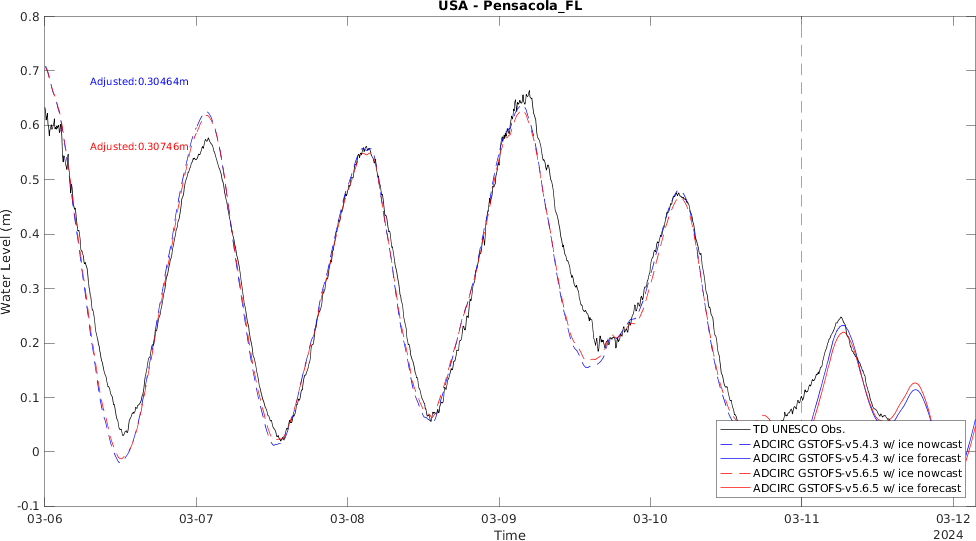 USA - Pensacola_FL
0.8
0.7
0.6
0.5
0.4
0.3
0.2
0.1
0
-0.1
Water Level (m)
Adjusted:0.30464m
Adjusted:0.30746m
TD UNESCO Obs.
ADCIRC GSTOFS-v5.4.3 w/ ice nowcast
ADCIRC GSTOFS-v5.4.3 w/ ice forecast
ADCIRC GSTOFS-v5.6.5 w/ ice nowcast
ADCIRC GSTOFS-v5.6.5 w/ ice forecast
03-06 03-07 03-08 03-09 03-10 03-11 03-12
Time
2024